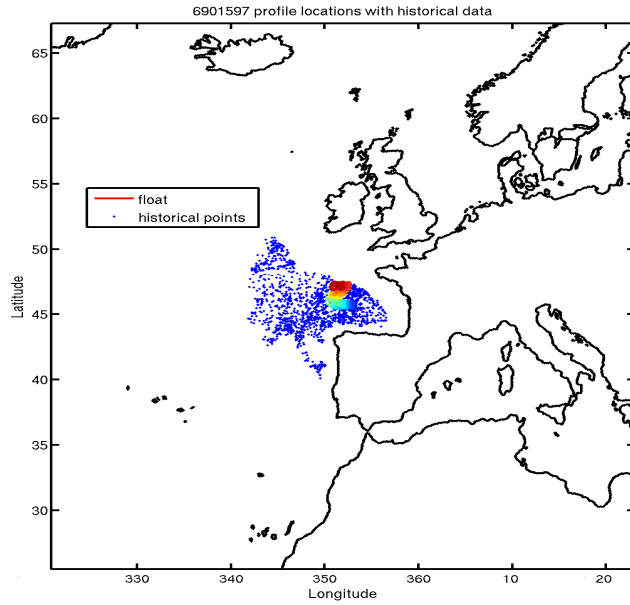 6901597 profile locations with historical data
65
60
55
50
45
40
35
30
Latitude
float
historical points
330 340 350 360 10 20
Longitude